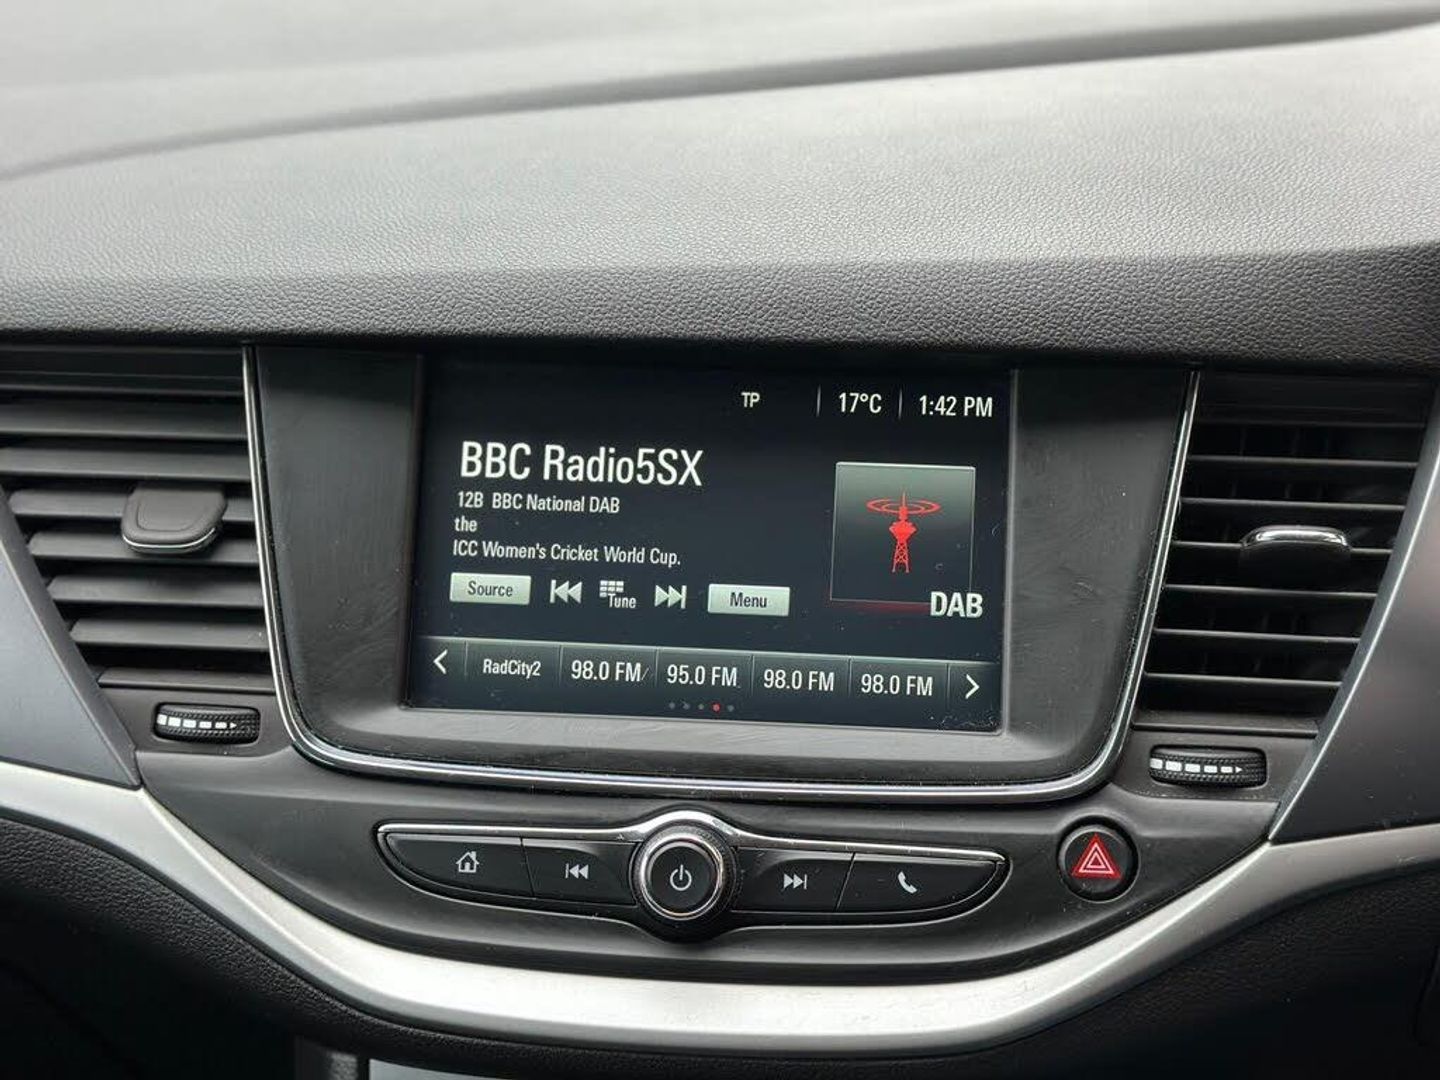 TP 17°C 1:42 PM
BBC Radio5SX
12B BBC National DAB
the
ICC Women's Cricket World Cup.
Source Tune Menu
DAB
RadCity2 98.0 FM 95.0 FM 98.0 FM 98.0 FM